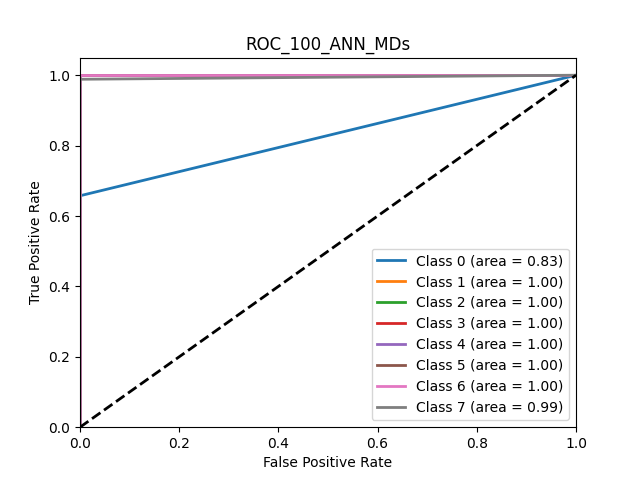 ROC_100_ANN_MDs
1.0
0.8
0.6
0.4
0.2
0.0
True Positive Rate
Class 0 (area = 0.83)
Class 1 (area = 1.00)
Class 2 (area = 1.00)
Class 3 (area = 1.00)
Class 4 (area = 1.00)
Class 5 (area = 1.00)
Class 6 (area = 1.00)
Class 7 (area = 0.99)
0.0 0.2 0.4 0.6 0.8 1.0
False Positive Rate